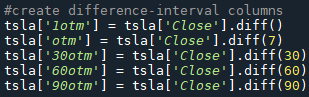 #create difference-interval columns
tsla['1otm'] = tsla['Close'].diff()
tsla['otm'] = tsla['Close'].diff(7)
tsla['30otm'] = tsla['Close'].diff(30)
tsla['60otm'] = tsla['Close'].diff(60)
tsla['90otm'] = tsla['Close'].diff(90)